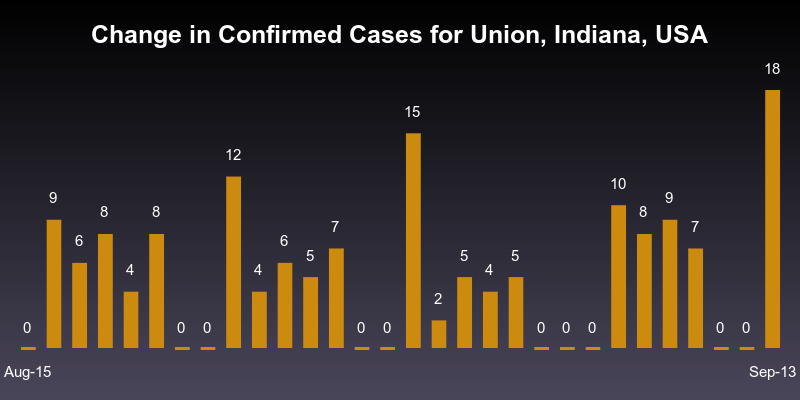 Change in Confirmed Cases for Union, Indiana, USA
0 9 6 8 4 8 0 0 12 4 6 5 7 0 0 15 2 5 4 5 0 0 0 10 8 9 7 0 0 18
Aug-15 Sep-13